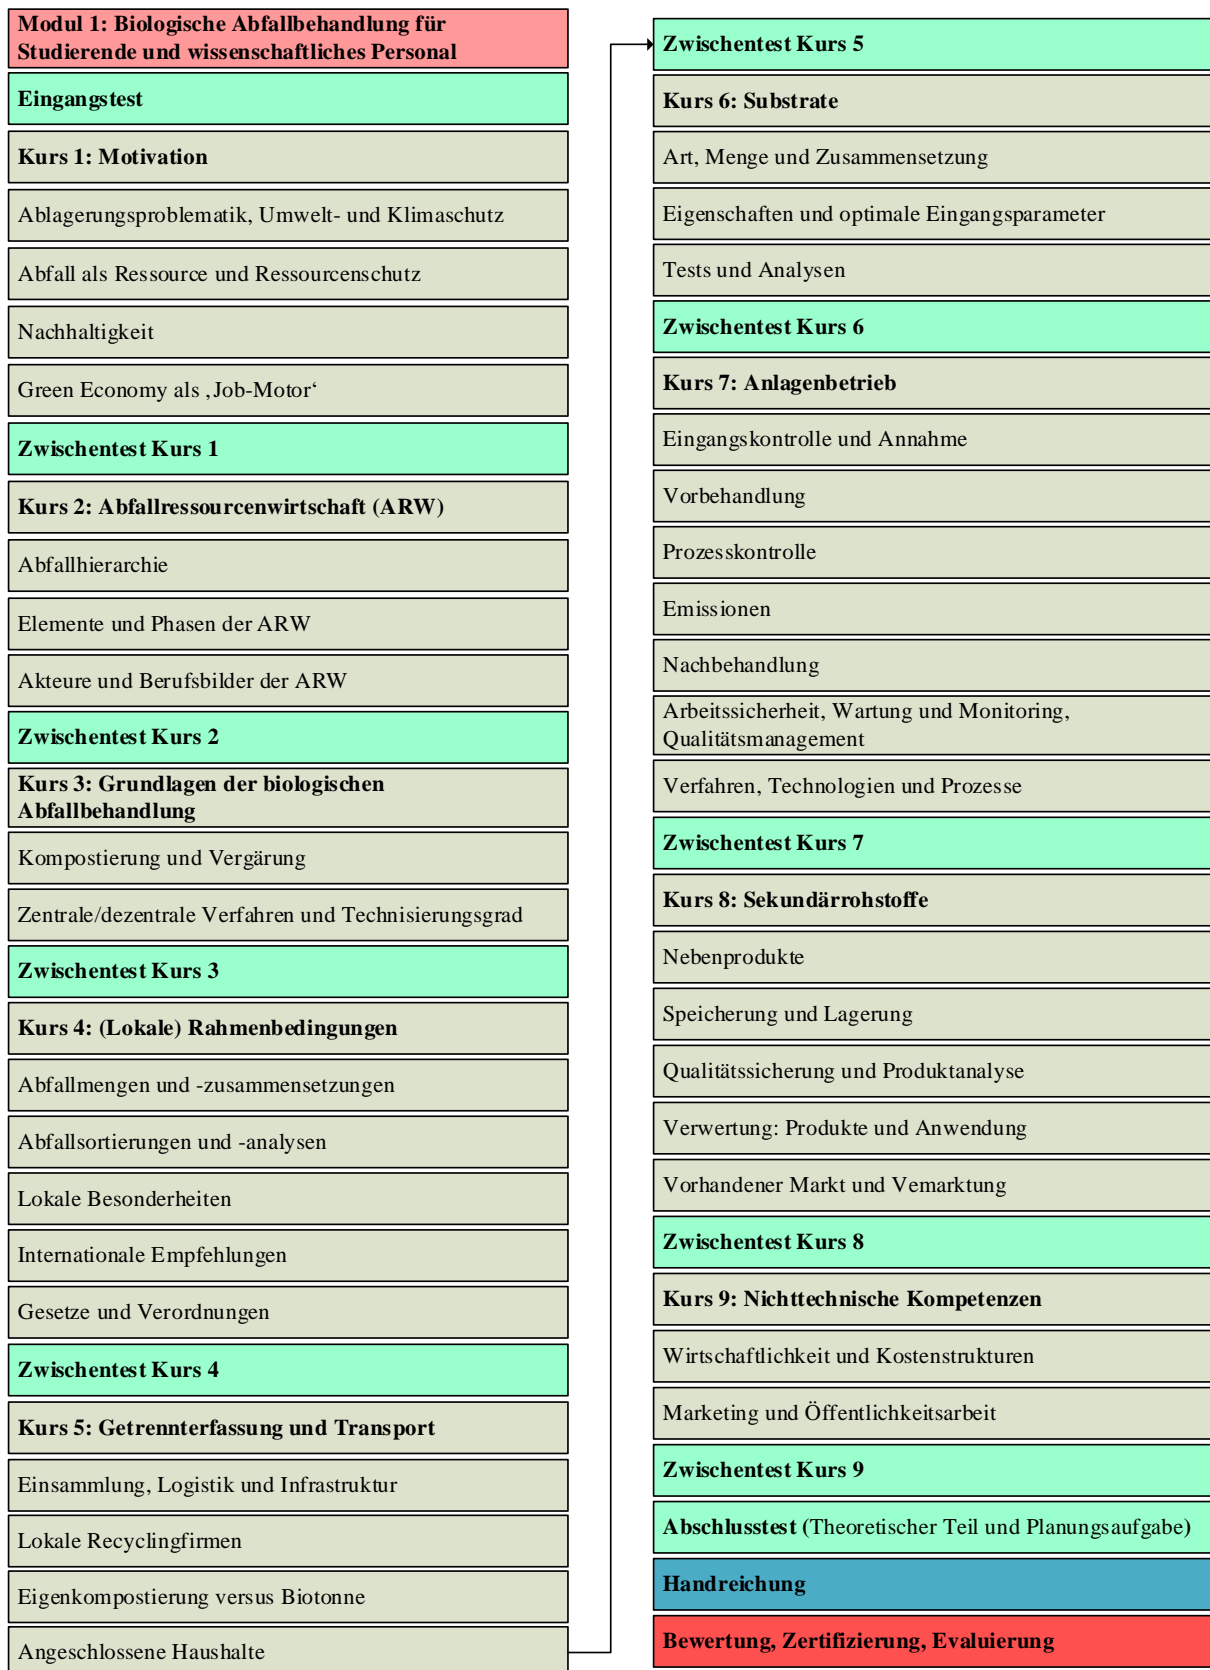 Modul 1: Biologische Abfallbehandlung für
Studierende und wissenschaftliches Personal
Eingangstest
Kurs 1: Motivation
Ablagerungsproblematik, Umwelt- und Klimaschutz
Abfall als Ressource und Ressourcenschutz
Nachhaltigkeit
Green Economy als ‚Job-Motor‘
Zwischentest Kurs 1
Kurs 2: Abfallressourcenwirtschaft (ARW)
Abfallhierarchie
Elemente und Phasen der ARW
Akteure und Berufsbilder der ARW
Zwischentest Kurs 2
Kurs 3: Grundlagen der biologischen
Abfallbehandlung
Kompostierung und Vergärung
Zentrale/dezentrale Verfahren und Technisierungsgrad
Zwischentest Kurs 3
Kurs 4: (Lokale) Rahmenbedingungen
Abfallmengen und -zusammensetzungen
Abfallsortierungen und -analysen
Lokale Besonderheiten
Internationale Empfehlungen
Gesetze und Verordnungen
Zwischentest Kurs 4
Kurs 5: Getrennterfassung und Transport
Einsammlung, Logistik und Infrastruktur
Lokale Recyclingfirmen
Eigenkompostierung versus Biotonne
Angeschlossene Haushalte
Zwischentest Kurs 5
Kurs 6: Substrate
Art, Menge und Zusammensetzung
Eigenschaften und optimale Eingangsparameter
Tests und Analysen
Zwischentest Kurs 6
Kurs 7: Anlagenbetrieb
Eingangskontrolle und Annahme
Vorbehandlung
Prozesskontrolle
Emissionen
Nachbehandlung
Arbeitssicherheit, Wartung und Monitoring,
Qualitätsmanagement
Verfahren, Technologien und Prozesse
Zwischentest Kurs 7
Kurs 8: Sekundärrohstoffe
Nebenprodukte
Speicherung und Lagerung
Qualitätssicherung und Produktanalyse
Verwertung: Produkte und Anwendung
Vorhandener Markt und Vemarktung
Zwischentest Kurs 8
Kurs 9: Nichttechnische Kompetenzen
Wirtschaftlichkeit und Kostenstrukturen
Marketing und Öffentlichkeitsarbeit
Zwischentest Kurs 9
Abschlusstest (Theoretischer Teil und Planungsaufgabe)
Handreichung
Bewertung, Zertifizierung, Evaluierung